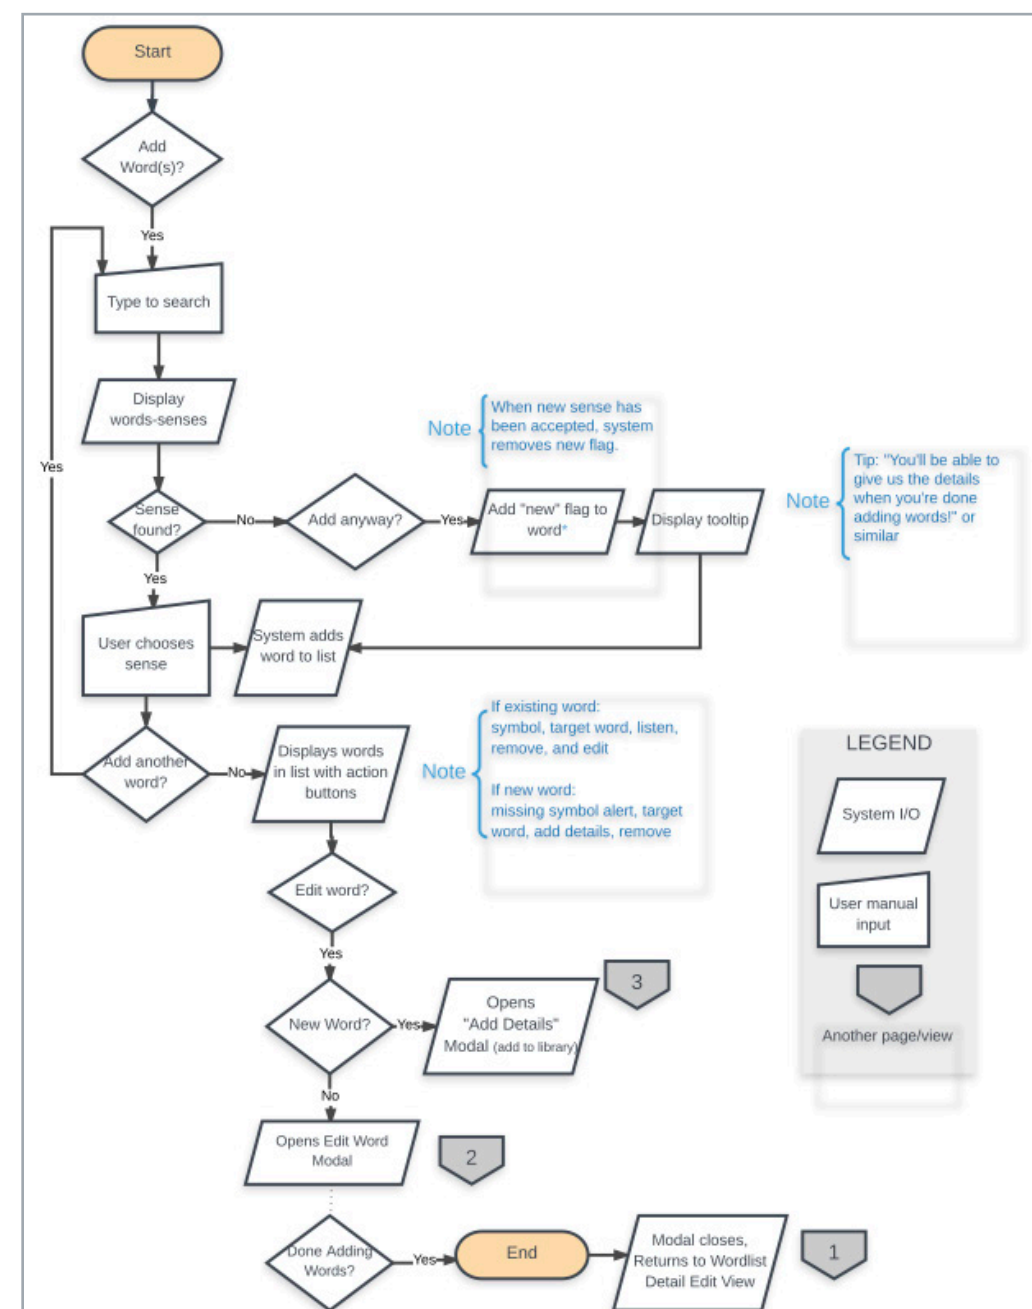 Start
Add
Word(s)?
Yes
Type to search
Display
words-senses
Yes
Sense
found?
No
Add anyway?
Yes
Add "new" flag to
word*
Display tooltip
Note
When new sense has
been accepted, system
removes new flag.
Note
Tip: "You'll be able to
give us the details
when you're done
adding words!" or
similar
Yes
User chooses
sense
System adds
word to list
Add another
word?
No
Displays words
in list with action
buttons
Note
If existing word:
symbol, target word, listen,
remove, and edit
If new word:
missing symbol alert, target
word, add details, remove
LEGEND
System I/O
User manual
input
Another page/view
Edit word?
Yes
New Word?
Yes
Opens
"Add Details"
Modal (add to library)
3
No
Opens Edit Word
Modal
2
Done Adding
Words?
Yes
End
Modal closes,
Returns to Wordlist
Detail Edit View
1